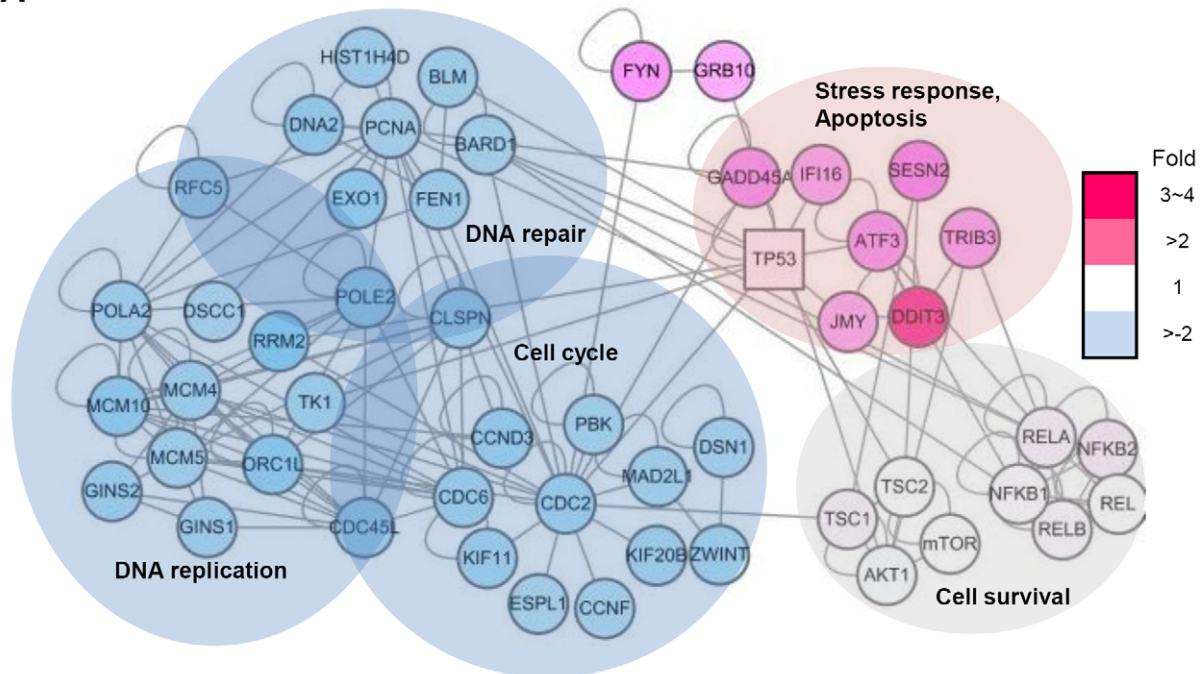 HIST1H4D
BLM
FYN
GRB10
Stress response,
Apoptosis
DNA2
PCNA
BARD1
Fold
RFC5
EXO1
FEN1
GADD45A
IFI16
SESN2
3~4
>2
1
>-2
DNA repair
TP53
ATF3
TRIB3
POLA2
DSCC1
POLE2
CLSPN
JMY
DDIT3
RRM2
Cell cycle
MCM10
MCM4
TK1
CCND3
PBK
DSN1
RELA
NFKB2
MCM5
ORC1L
MAD2L1
GINS2
CDC6
CDC2
TSC2
NFKB1
REL
GINS1
CDC45L
TSC1
RELB
DNA replication
KIF11
KIF20B
ZWINT
mTOR
AKT1
ESPL1
CCNF
Cell survival